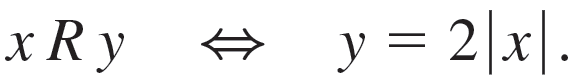 x R y ⇔ y = 2|x|.